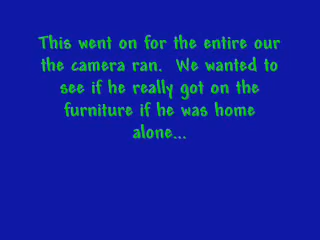 This went on for the entire our
the camera ran.  We wanted to
see if he really got on the
furniture if he was home
alone...